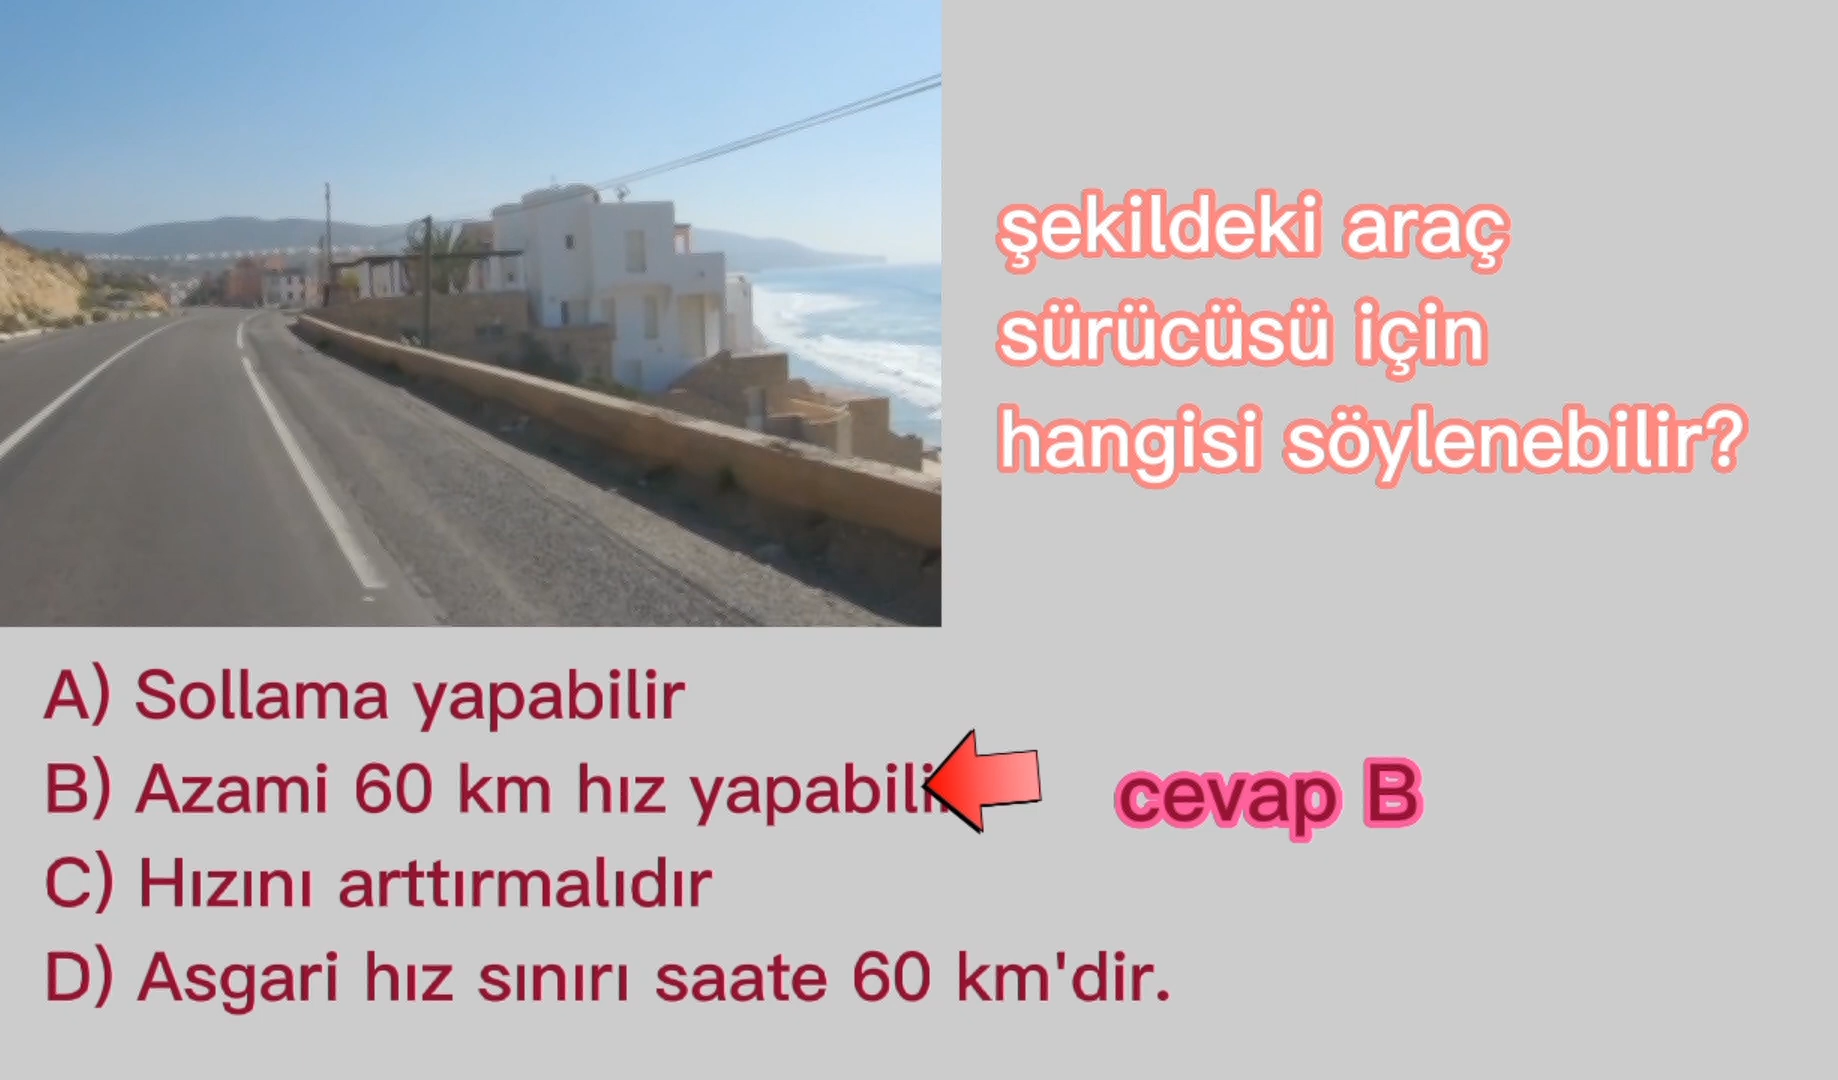 şekildeki araç
sürücüsü için
hangisi söylenebilir?
A) Sollama yapabilir
B) Azami 60 km hız yapabili
cevap B
C) Hızını arttırmalıdır
D) Asgari hız sınırı saate 60 km'dir.